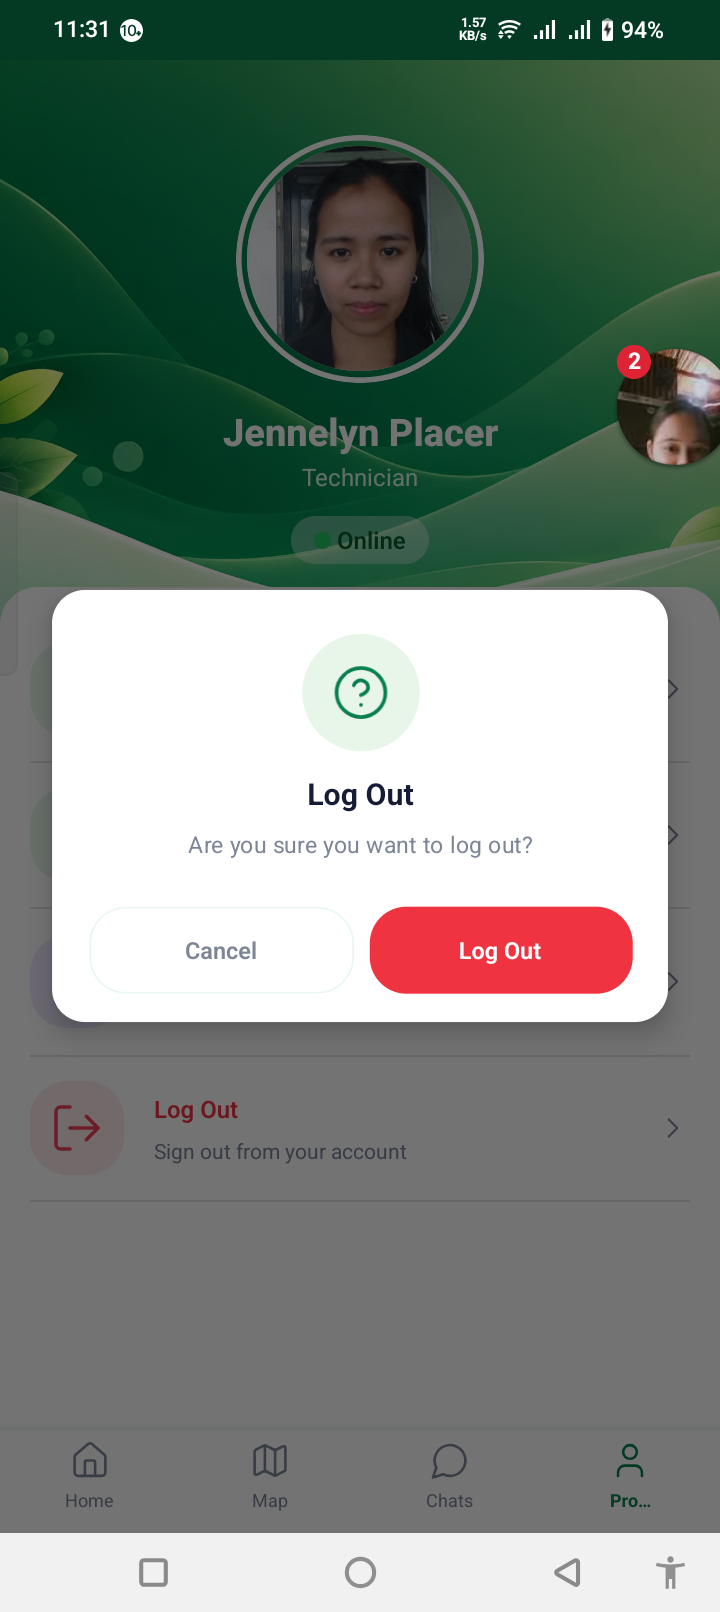 11:31
1.57
KB/s
94%
2
Jennelyn Placer
Technician
Online
Log Out
Are you sure you want to log out?
Cancel
Log Out
Log Out
Sign out from your account
Home
Map
Chats
Pro...